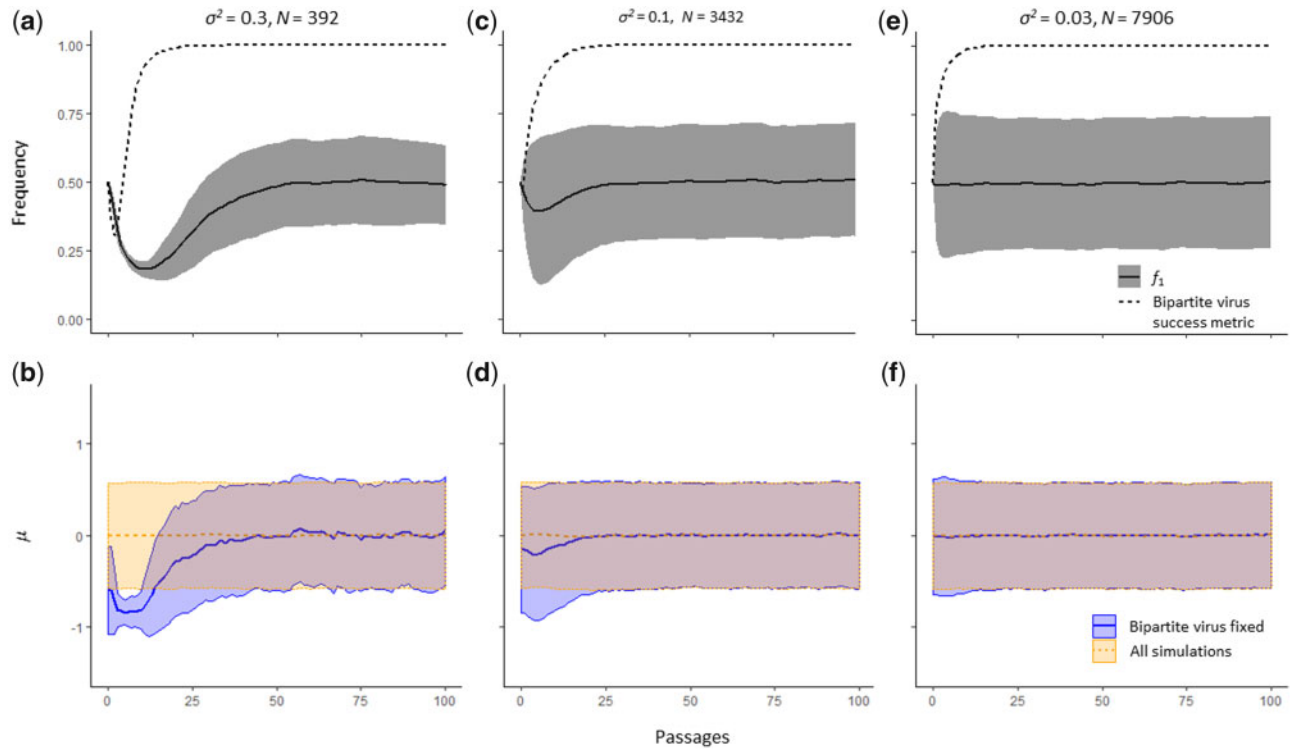 (a) σ² = 0.3, N = 392
(c) σ² = 0.1, N = 3432
(e) σ² = 0.03, N = 7906
Frequency
1.00
0.75
0.50
0.25
0.00
f₁
Bipartite virus
success metric
(b)
(d)
(f)
μ
1
0
-1
Bipartite virus fixed
All simulations
0 25 50 75 100
0 25 50 75 100
0 25 50 75 100
Passages